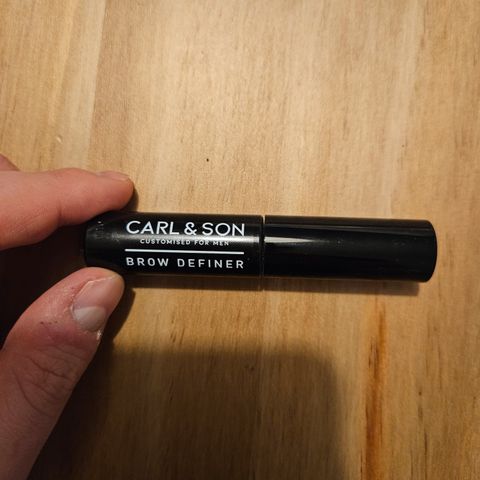 CARL & SON
CUSTOMISED FOR MEN
BROW DEFINER